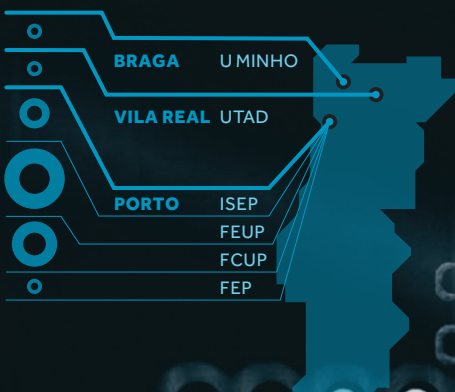 BRAGA U MINHO
VILA REAL UTAD
PORTO ISEP
FEUP
FCUP
FEP